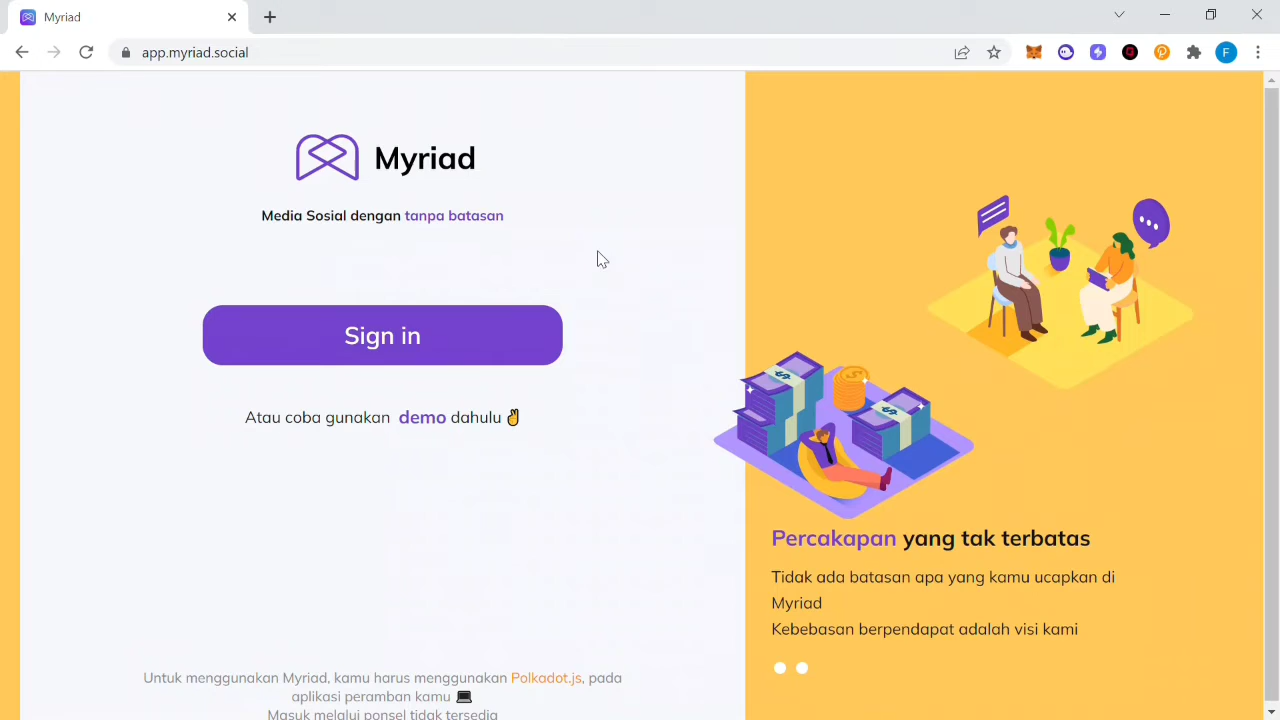 Myriad
app.myriad.social
F
Myriad
Media Sosial dengan tanpa batasan
Sign in
Atau coba gunakan demo dahulu ✌
Untuk menggunakan Myriad, kamu harus menggunakan Polkadot.js, pada
aplikasi peramban kamu 💻
Masuk melalui ponsel tidak tersedia
Percakapan yang tak terbatas
Tidak ada batasan apa yang kamu ucapkan di
Myriad
Kebebasan berpendapat adalah visi kami